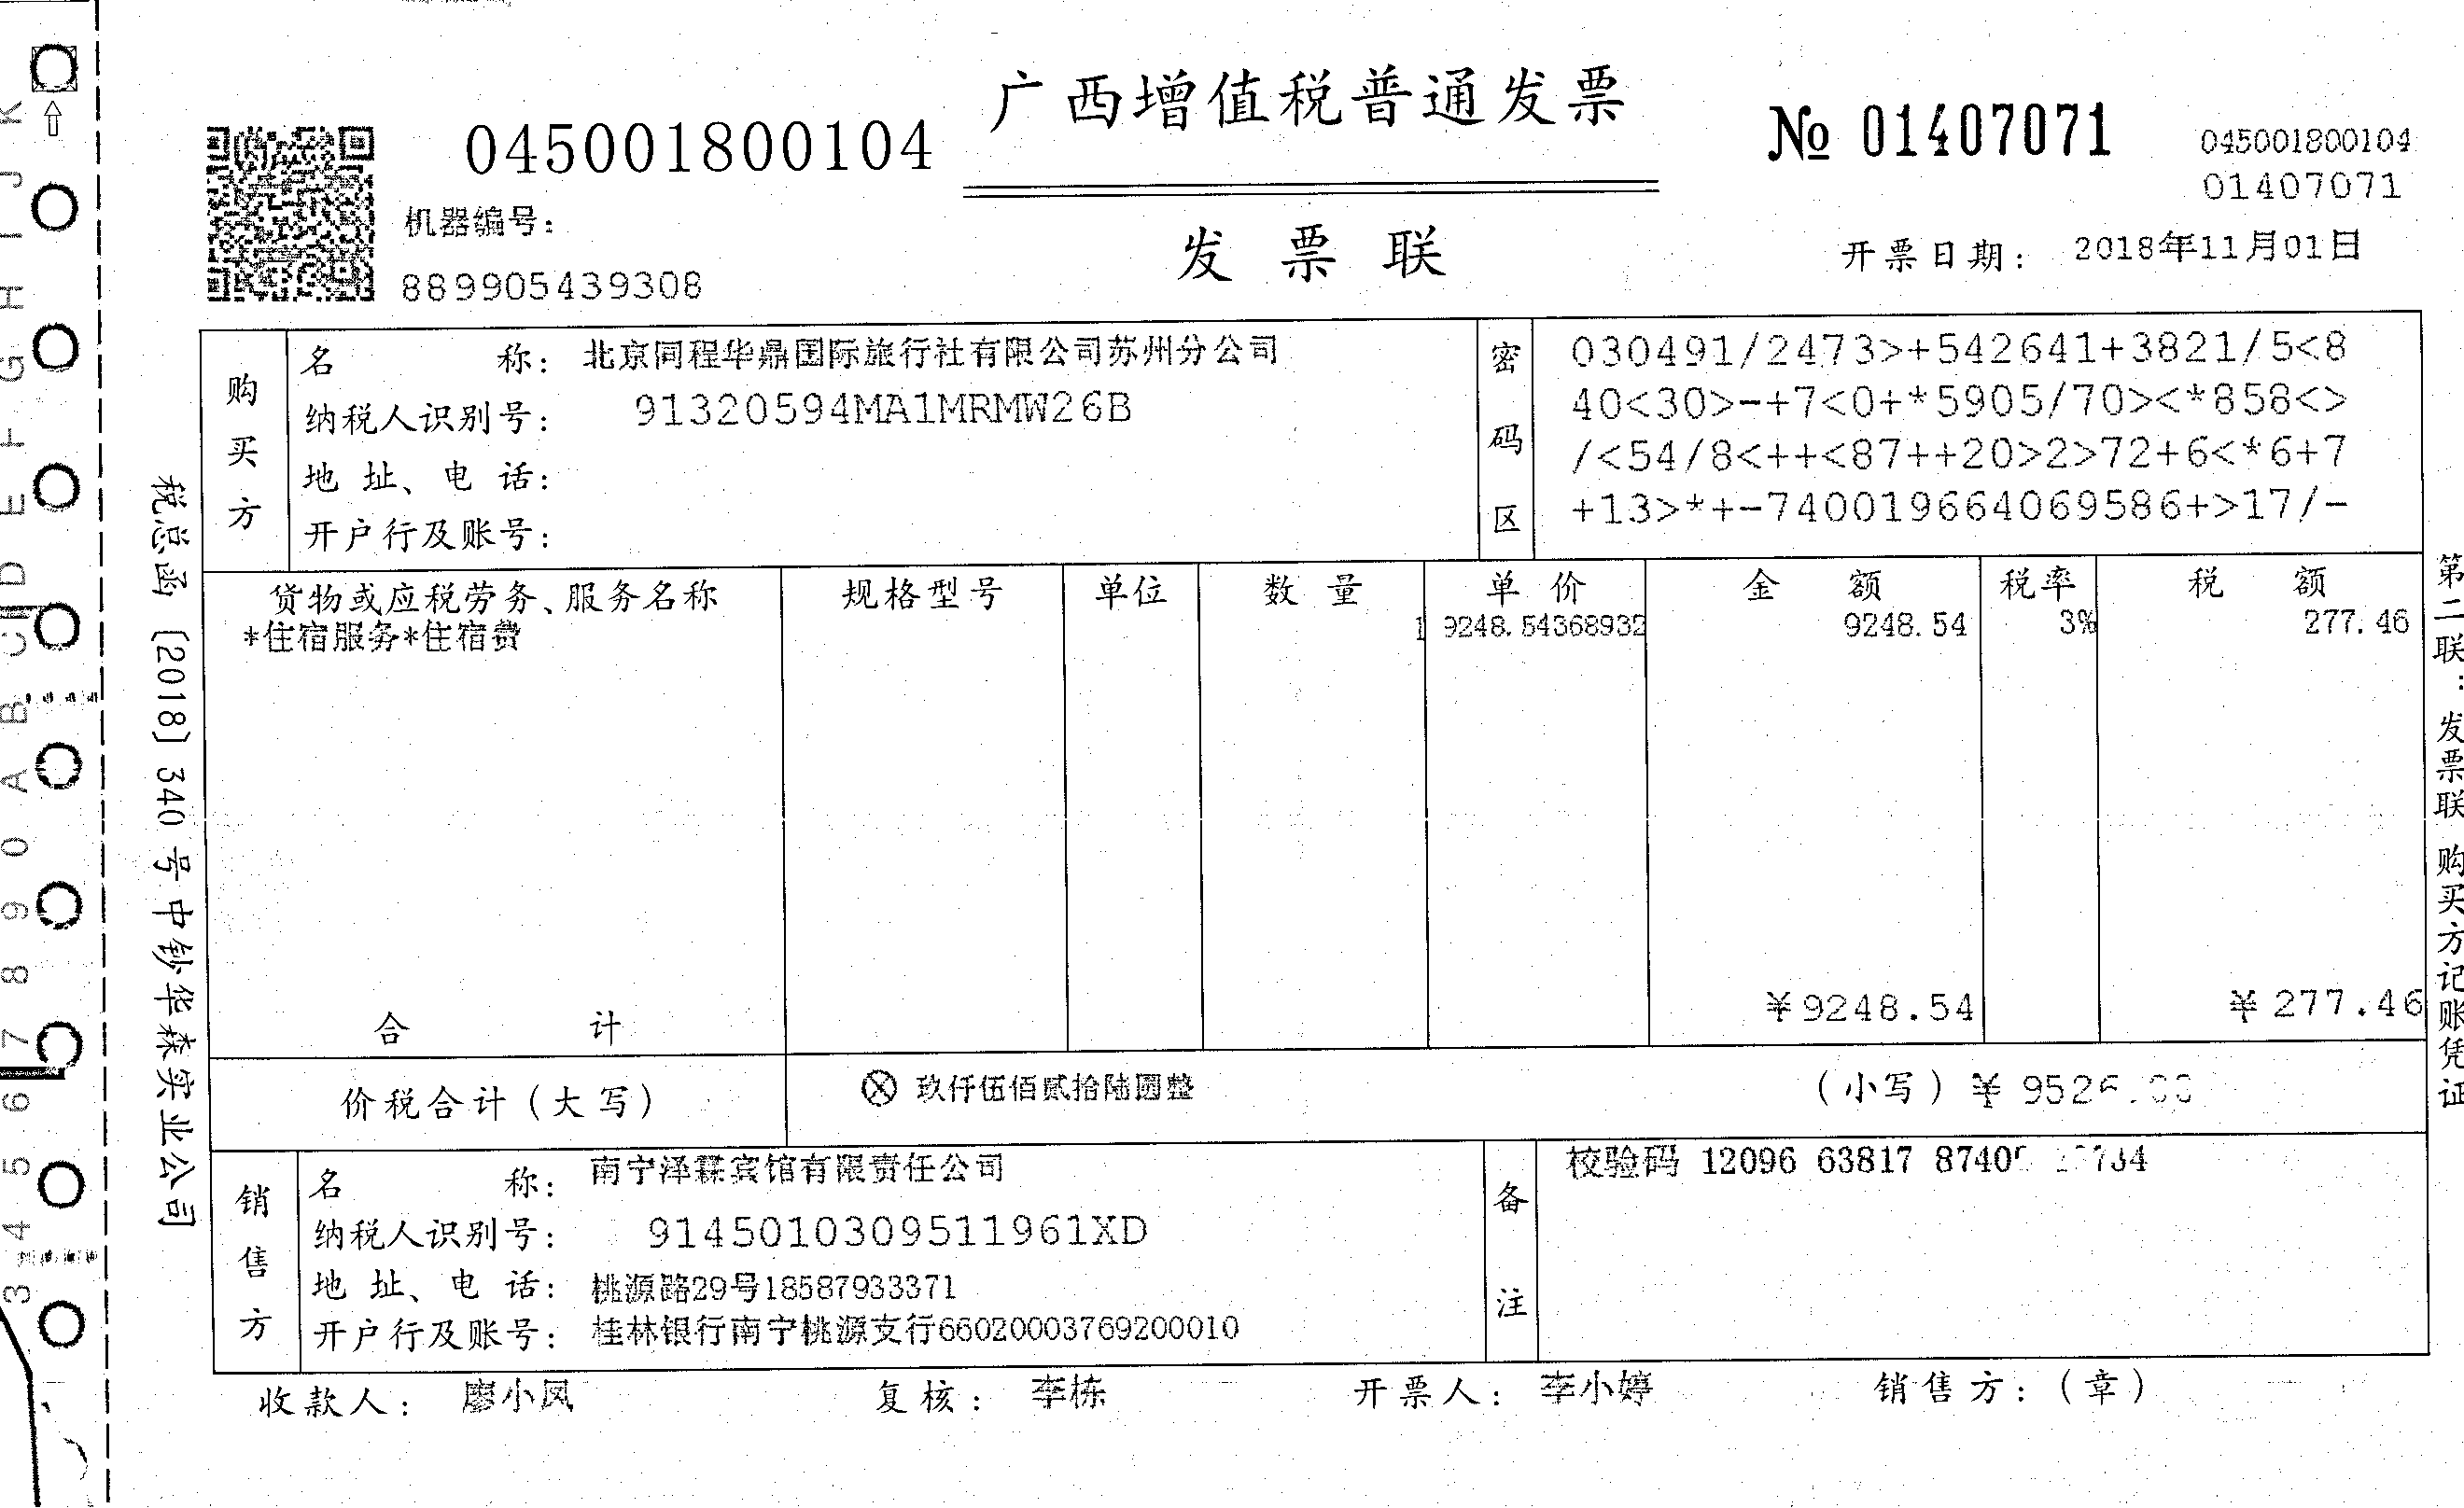 广西增值税普通发票
045001800104
№ 01407071
045001800104
01407071
机器编号：
889905439308
发票联
开票日期： 2018年11月01日
购买方
名称： 北京同程华鼎国际旅行社有限公司苏州分公司
纳税人识别号： 91320594MA1MRMW26B
地址、电话：
开户行及账号：
密码区
030491/2473>+542641+3821/5<8
40<30>-+7<0+*5905/70><*858<>
/<54/8<++<87++20>2>72+6<*6+7
+13>*+-740019664069586+>17/-
货物或应税劳务、服务名称 规格型号 单位 数量 单价 金额 税率 税额
*住宿服务*住宿费 1 9248.54368932 9248.54 3% 277.46
合计 ¥9248.54 ¥277.46
价税合计（大写） ⊗ 玖仟伍佰贰拾陆圆整 （小写）¥ 9526.00
销售方
名称： 南宁泽霖宾馆有限责任公司
纳税人识别号： 9145010309511961XD
地址、电话： 桃源路29号18587933371
开户行及账号： 桂林银行南宁桃源支行660200003769200010
备注
校验码 12096 63817
收款人： 廖小凤 复核： 李栋 开票人： 李小婷 销售方：（章）
税总函〔2018〕340号中钞华森实业公司
第二联：发票联 购买方记账凭证
3 4 5 6 7 8 9 0 A B C D E F G H I J K